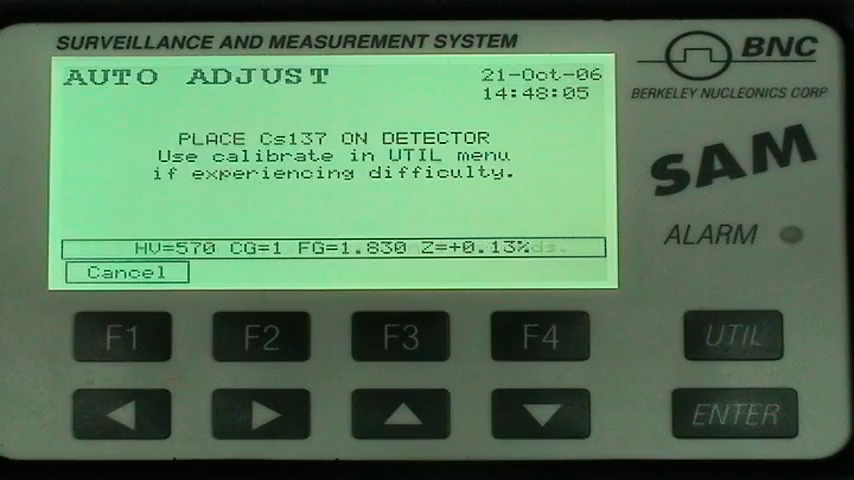 SURVEILLANCE AND MEASUREMENT SYSTEM
BNC
BERKELEY NUCLEONICS CORP
AUTO ADJUST
21-Oct-06
14:48:05
PLACE Cs137 ON DETECTOR
Use calibrate in UTIL menu
if experiencing difficulty.
SAM
ALARM
HV=570 CG=1 FG=1.830 Z=+0.13%
Cancel
F1 F2 F3 F4 UTIL
ENTER